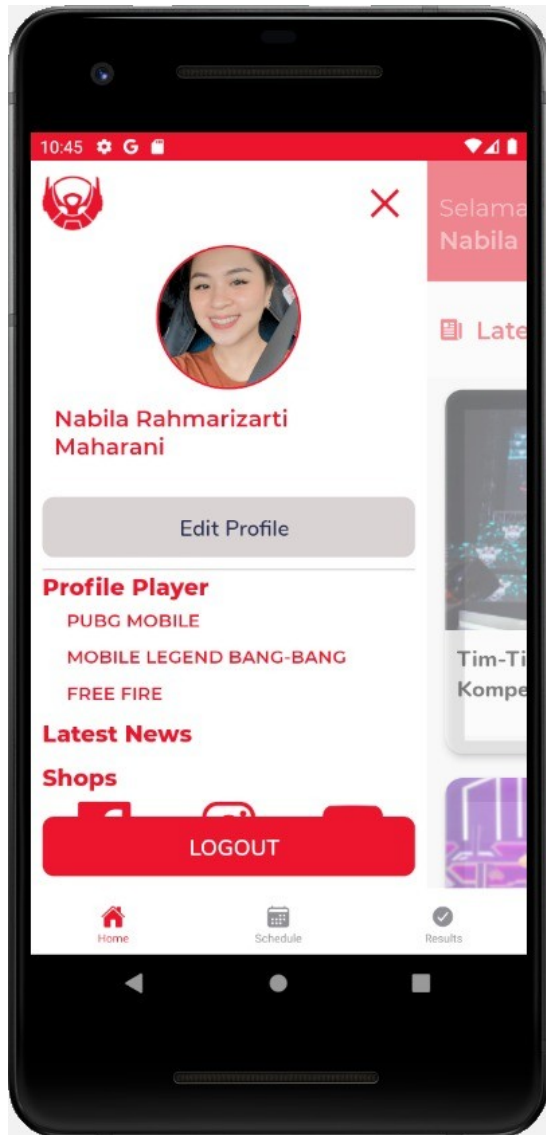 10:45
G
Selama
Nabila
Late
Nabila Rahmarizarti
Maharani
Edit Profile
Profile Player
PUBG MOBILE
MOBILE LEGEND BANG-BANG
FREE FIRE
Tim-Ti
Kompe
Latest News
Shops
LOGOUT
Home
Schedule
Results